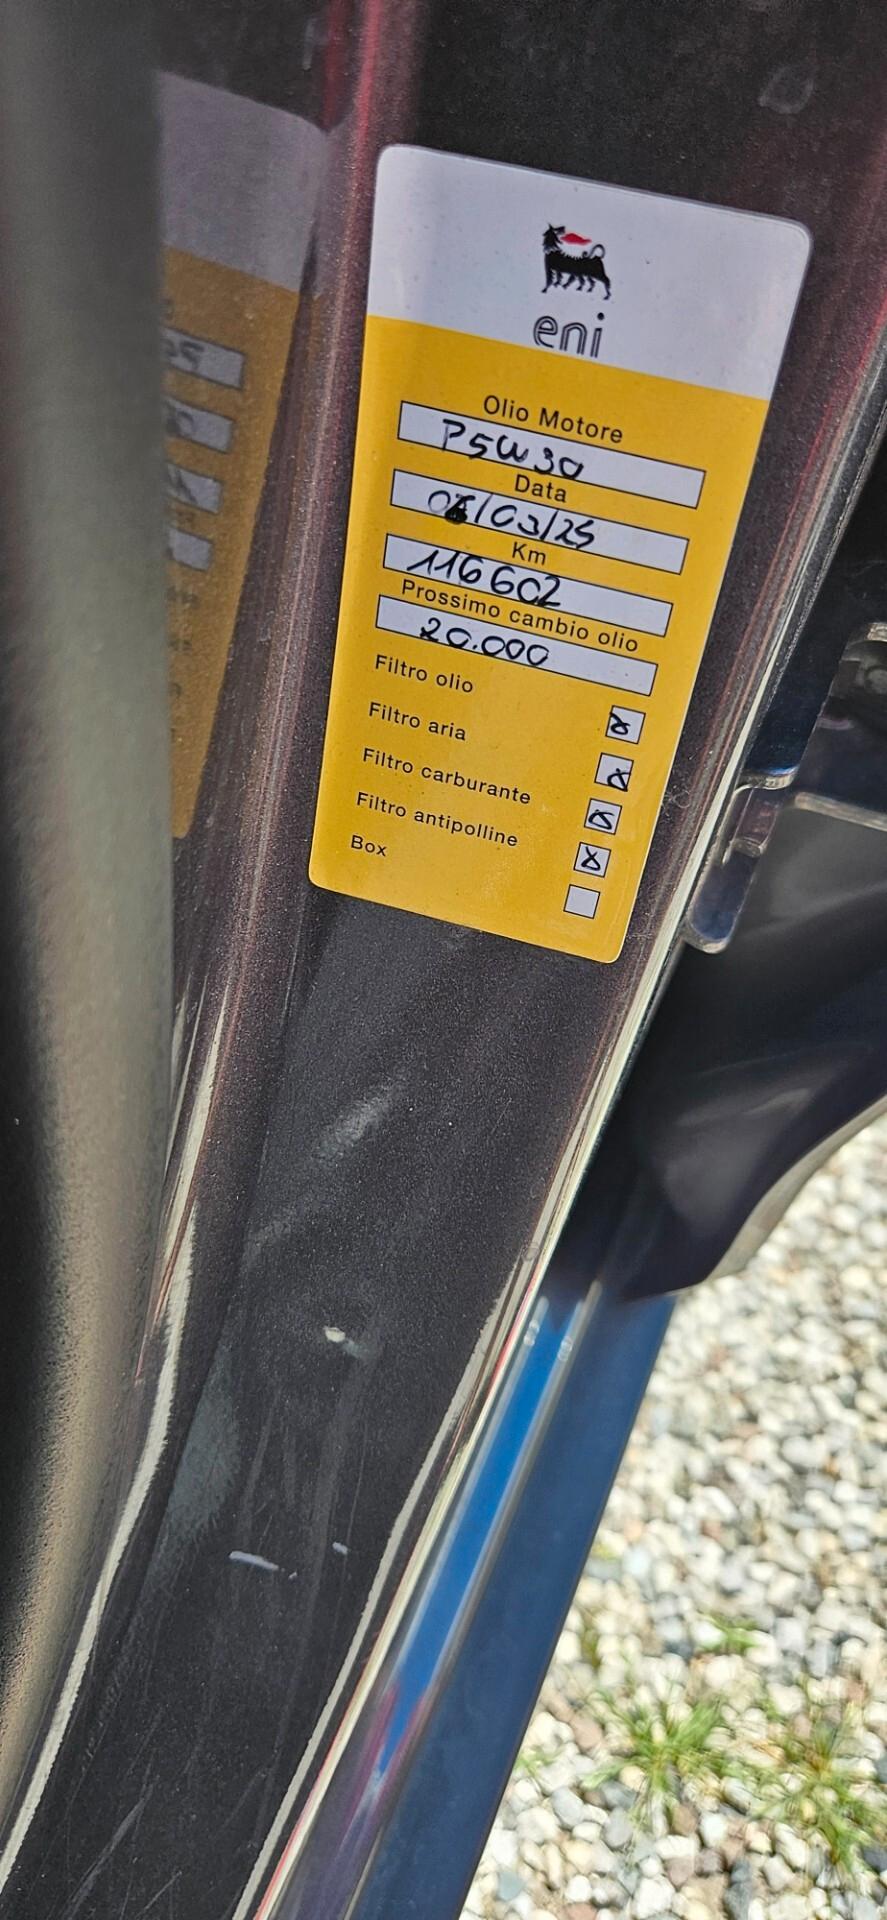 eni
Olio Motore
P5W30
Data
/03/25
Km
116602
Prossimo cambio olio
20.000
Filtro olio
Filtro aria
Filtro carburante
Filtro antipolline
Box